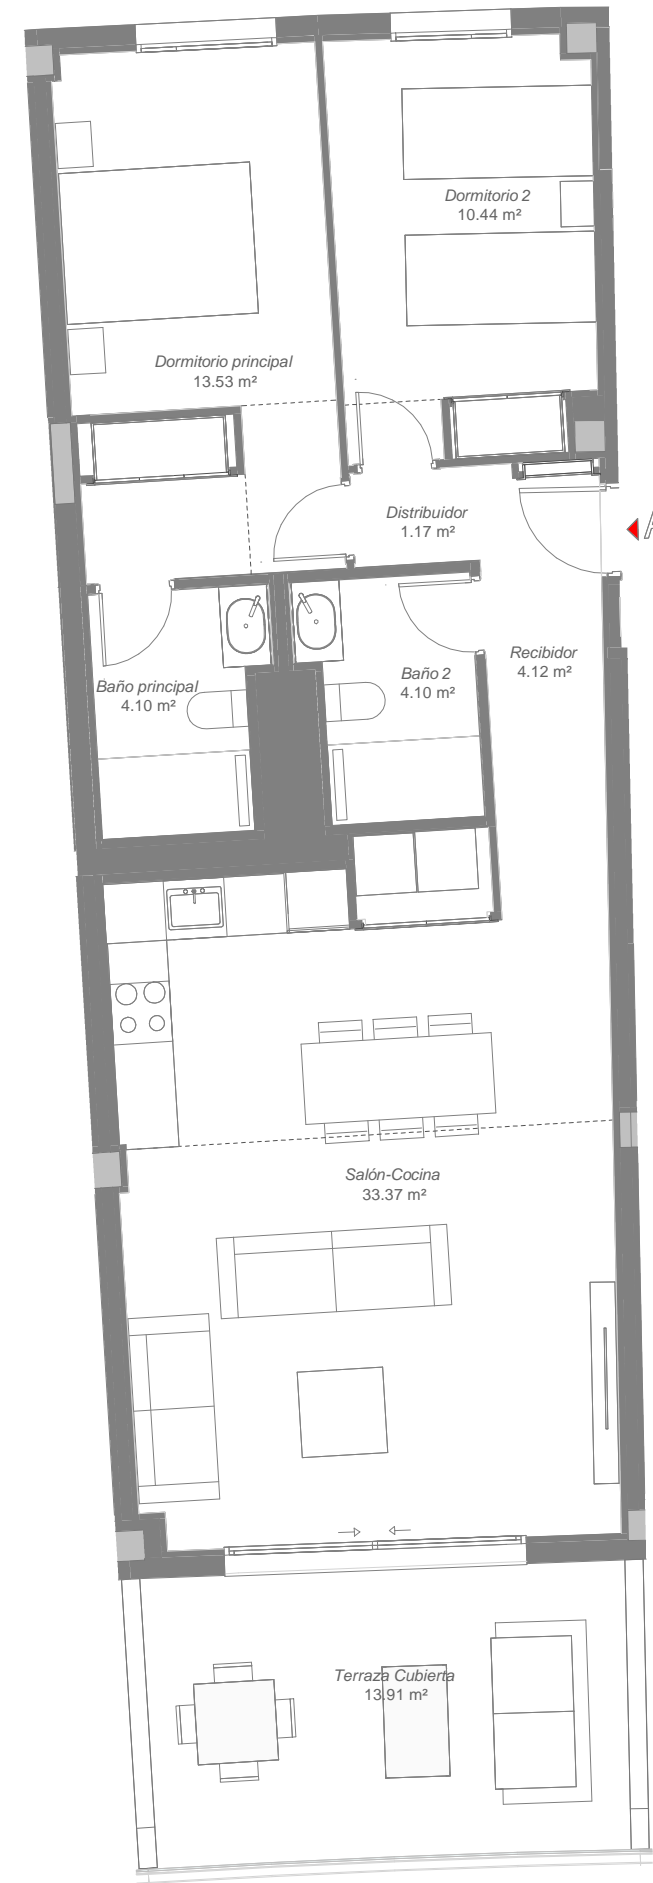 Dormitorio 2
10.44 m²
Dormitorio principal
13.53 m²
Distribuidor
1.17 m²
Recibidor
4.12 m²
Baño 2
4.10 m²
Baño principal
4.10 m²
Salón-Cocina
33.37 m²
Terraza Cubierta
13.91 m²